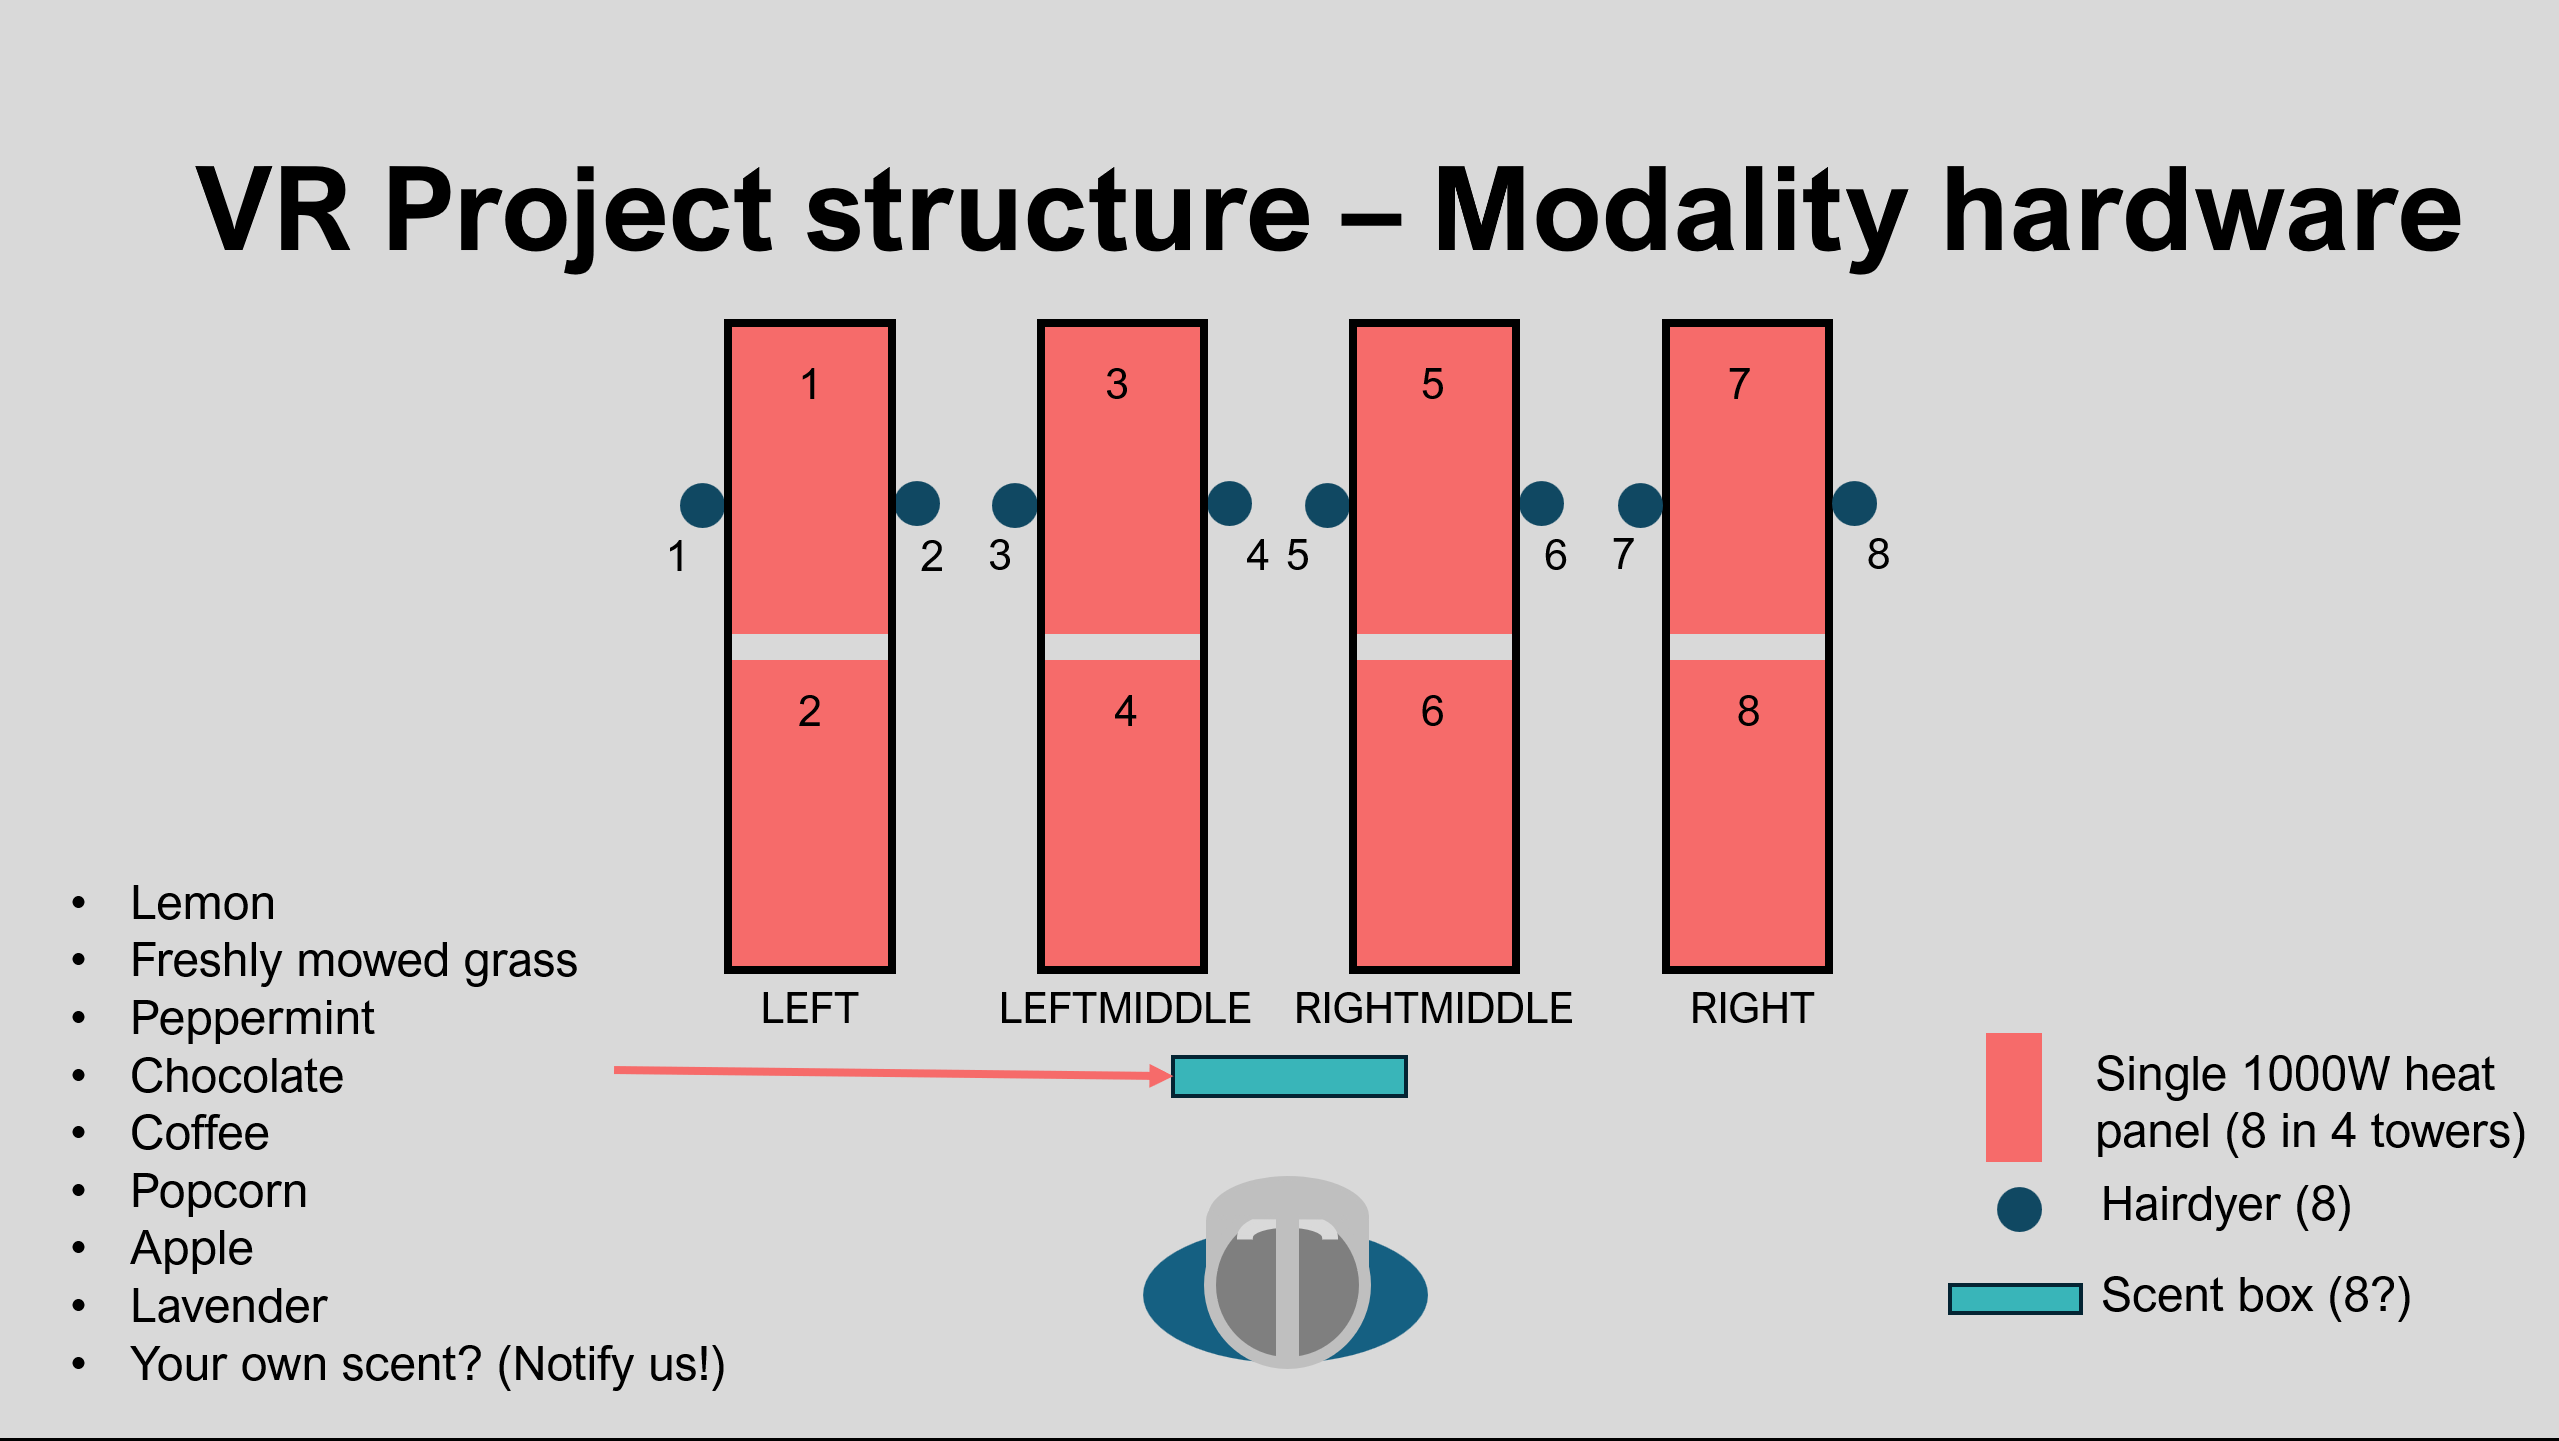 VR Project structure – Modality hardware
1
3
5
7
1
2
3
4
5
6
7
8
2
4
6
8
LEFT
LEFTMIDDLE
RIGHTMIDDLE
RIGHT
• Lemon
• Freshly mowed grass
• Peppermint
• Chocolate
• Coffee
• Popcorn
• Apple
• Lavender
• Your own scent? (Notify us!)
Single 1000W heat
panel (8 in 4 towers)
Hairdyer (8)
Scent box (8?)